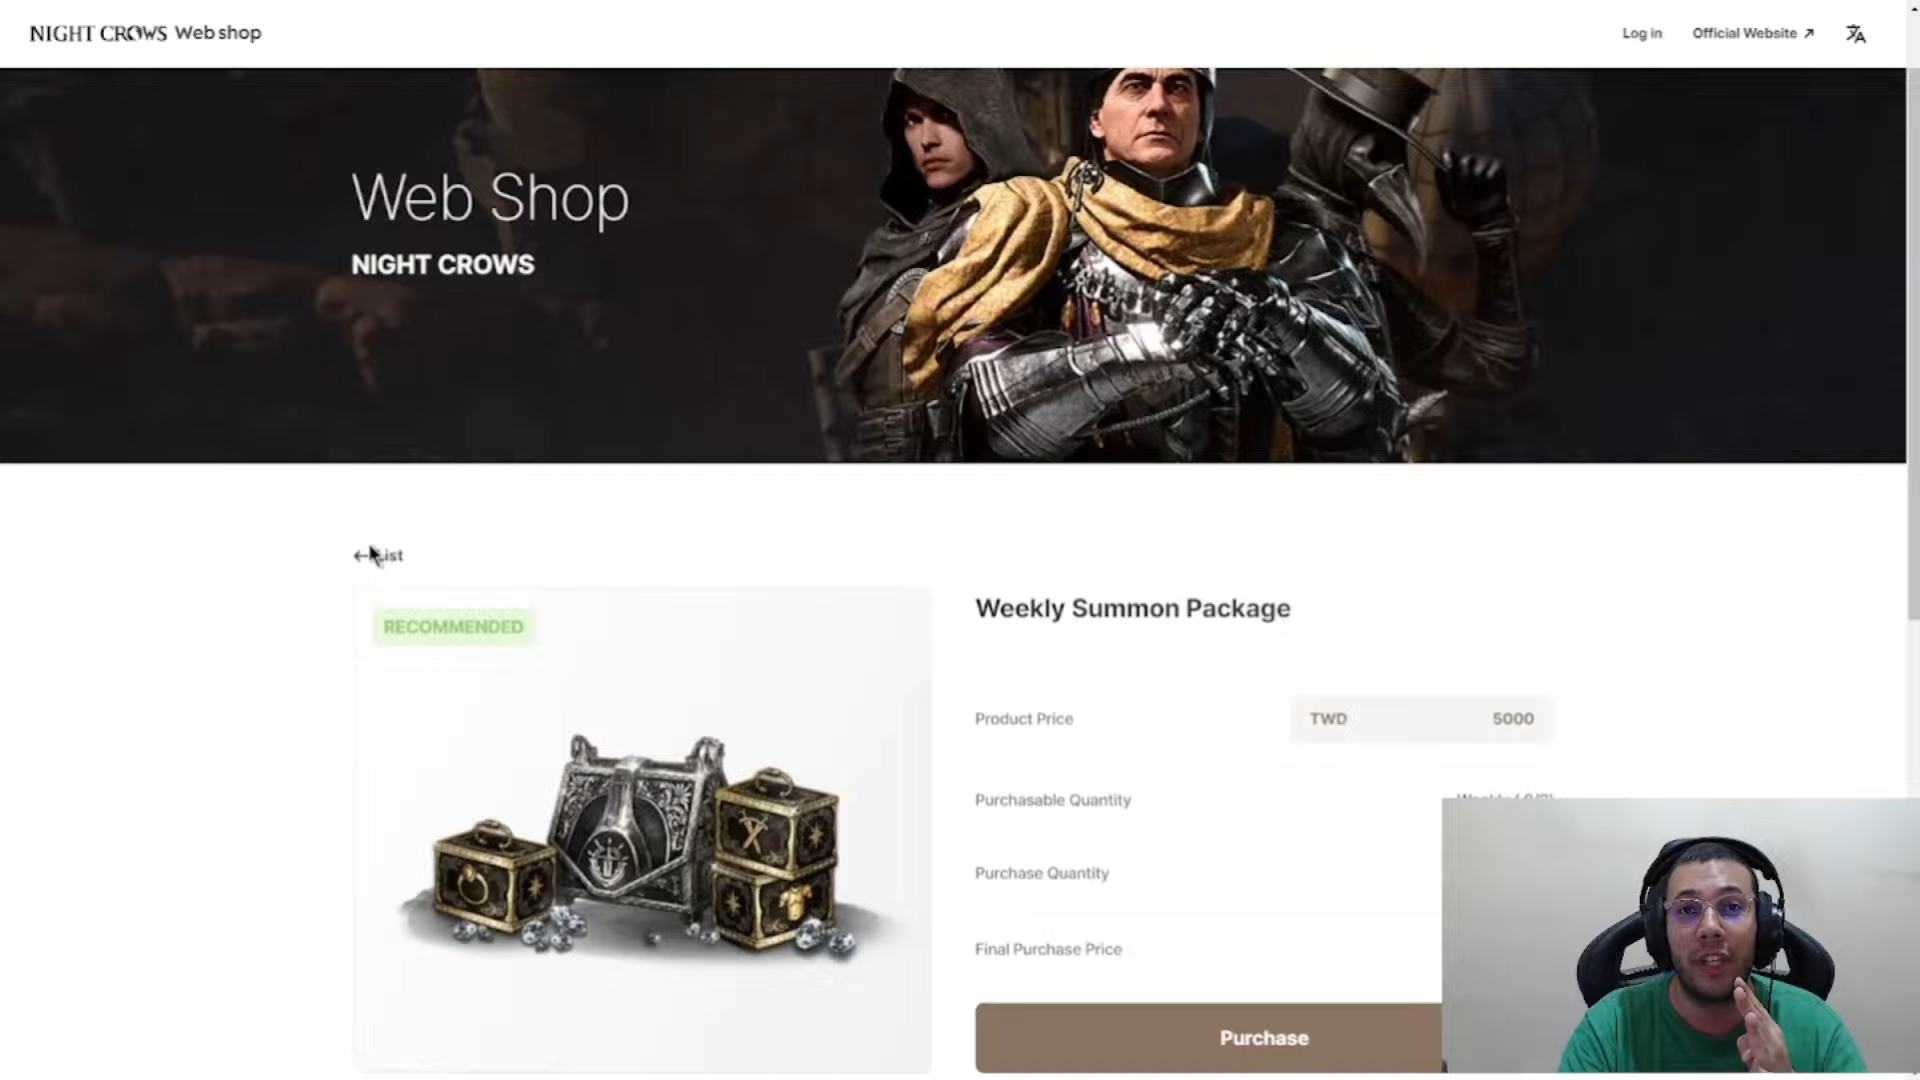 NIGHT CROWS Web shop
Log in
Official Website
Web Shop
NIGHT CROWS
List
RECOMMENDED
Weekly Summon Package
Product Price
TWD 5000
Purchasable Quantity
Purchase Quantity
Final Purchase Price
Purchase